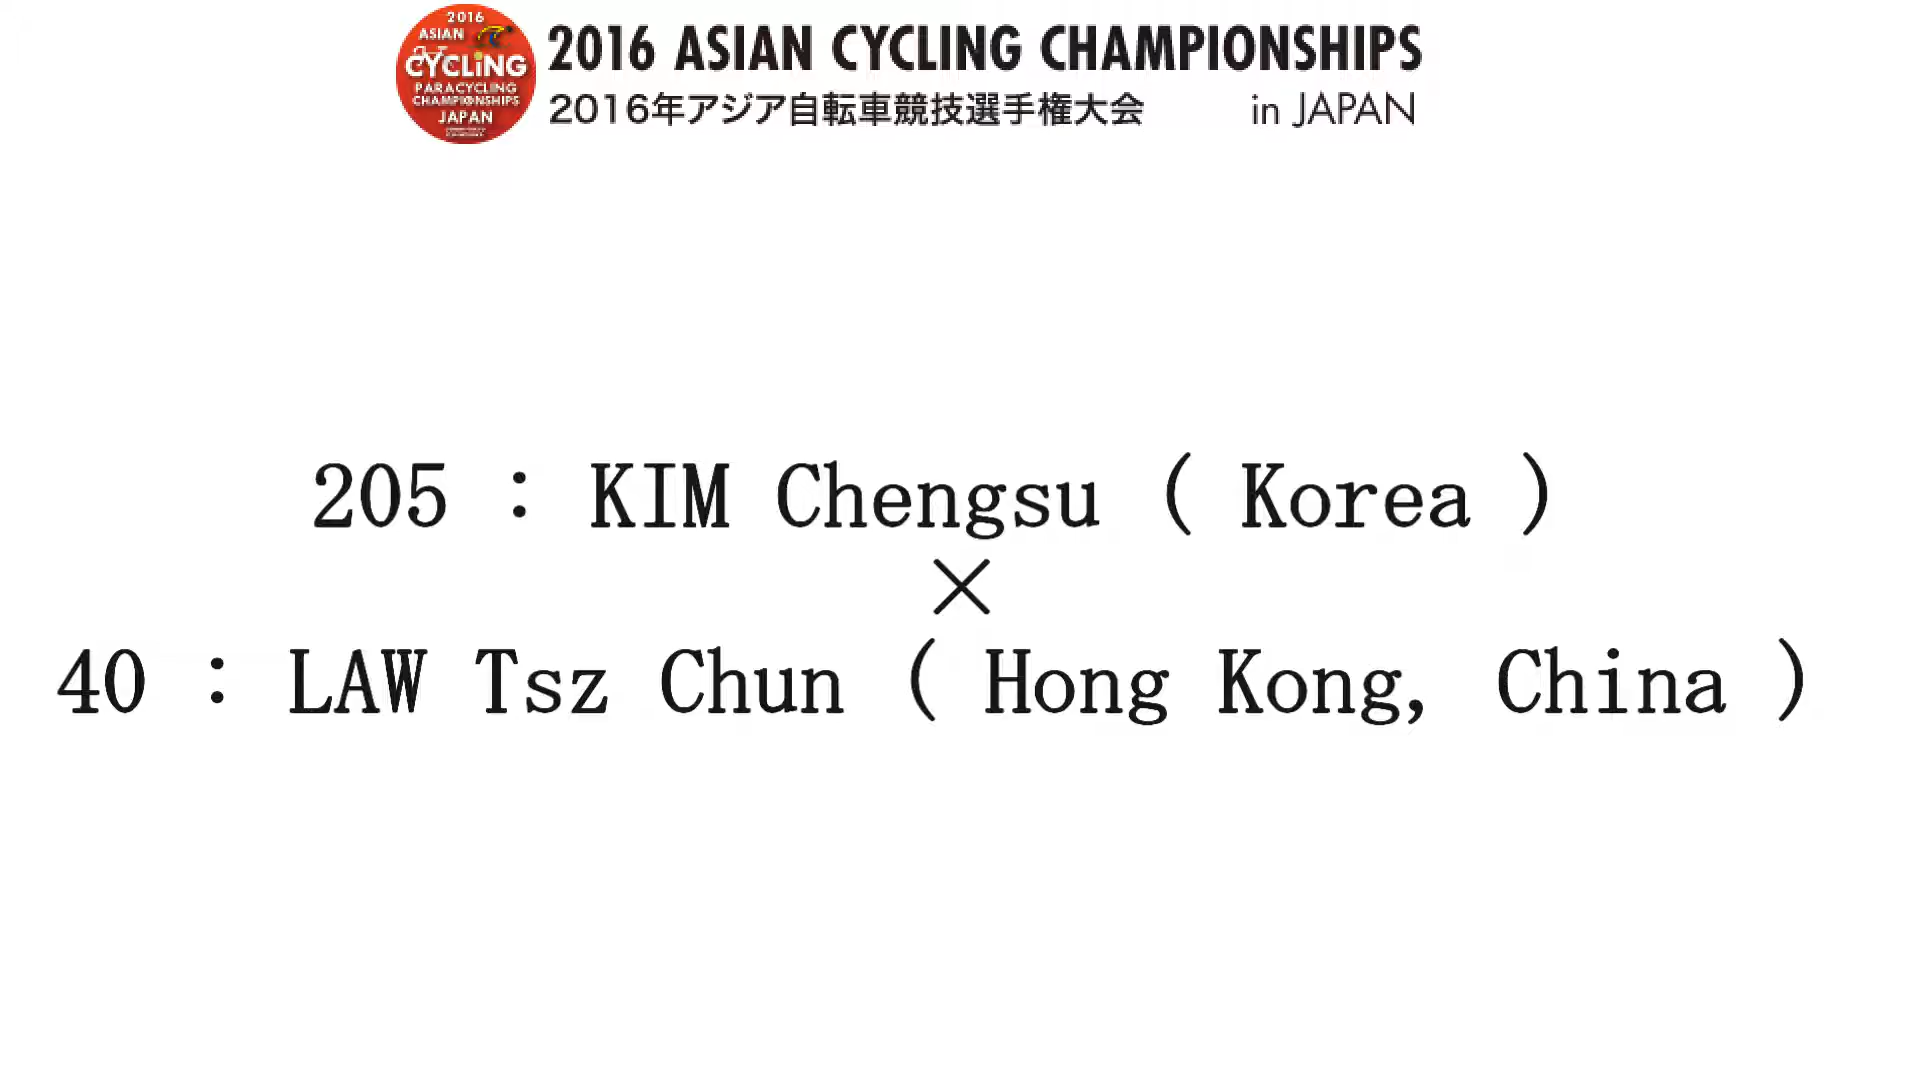 2016
ASIAN
CYCLiNG
PARACYCLING
CHAMPIONSHIPS
JAPAN
2016 ASIAN CYCLING CHAMPIONSHIPS
2016年アジア自転車競技選手権大会 in JAPAN
205 : KIM Chengsu ( Korea )
×
40 : LAW Tsz Chun ( Hong Kong, China )